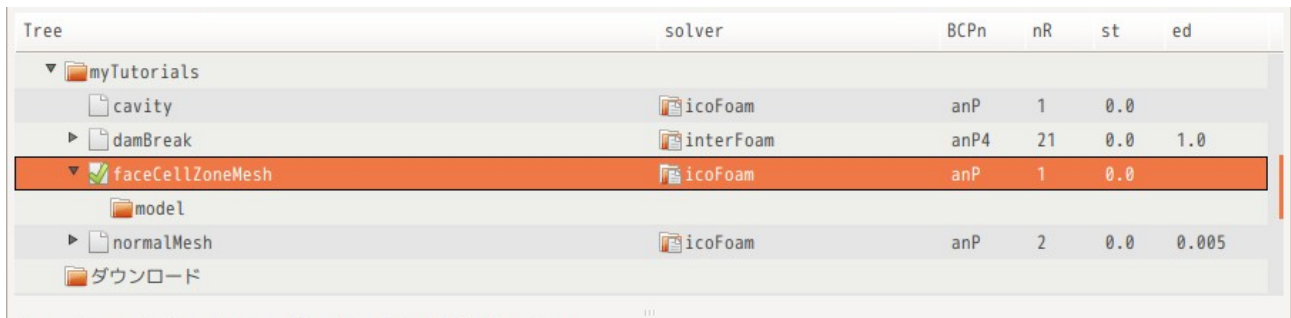 Tree solver BCPn nR st ed
myTutorials
cavity icoFoam anP 1 0.0
damBreak interFoam anP4 21 0.0 1.0
faceCellZoneMesh icoFoam anP 1 0.0
model
normalMesh icoFoam anP 2 0.0 0.005
ダウンロード